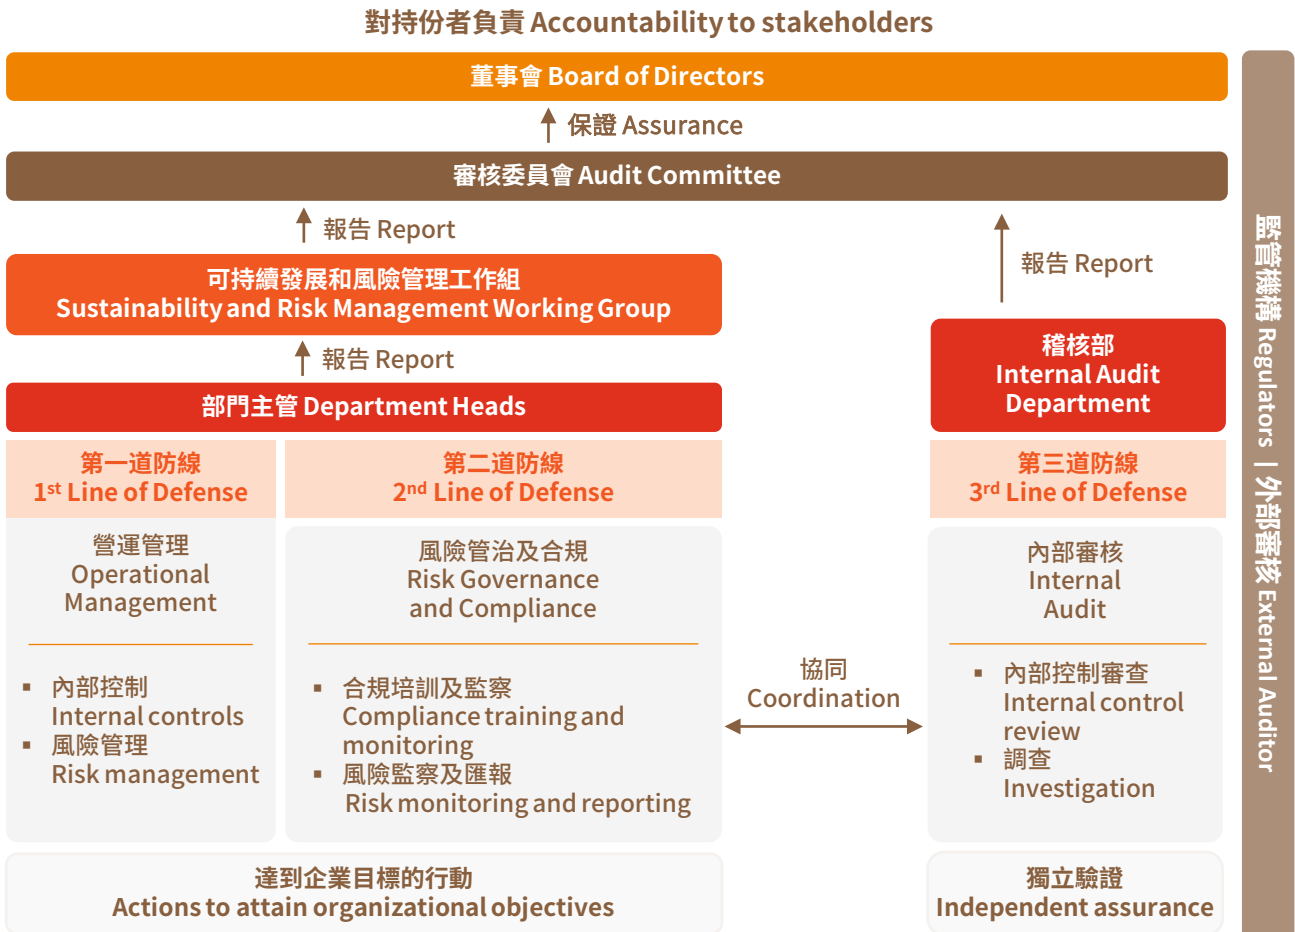 對持份者負責 Accountability to stakeholders
董事會 Board of Directors
保證 Assurance
審核委員會 Audit Committee
報告 Report
報告 Report
可持續發展和風險管理工作組
Sustainability and Risk Management Working Group
報告 Report
部門主管 Department Heads
稽核部
Internal Audit
Department
第一道防線
1st Line of Defense
第二道防線
2nd Line of Defense
第三道防線
3rd Line of Defense
營運管理
Operational
Management
▪ 內部控制
Internal controls
▪ 風險管理
Risk management
風險管治及合規
Risk Governance
and Compliance
▪ 合規培訓及監察
Compliance training and
monitoring
▪ 風險監察及匯報
Risk monitoring and reporting
協同
Coordination
內部審核
Internal
Audit
▪ 內部控制審查
Internal control
review
▪ 調查
Investigation
達到企業目標的行動
Actions to attain organizational objectives
獨立驗證
Independent assurance
監管機構 Regulators | 外部審核 External Auditor